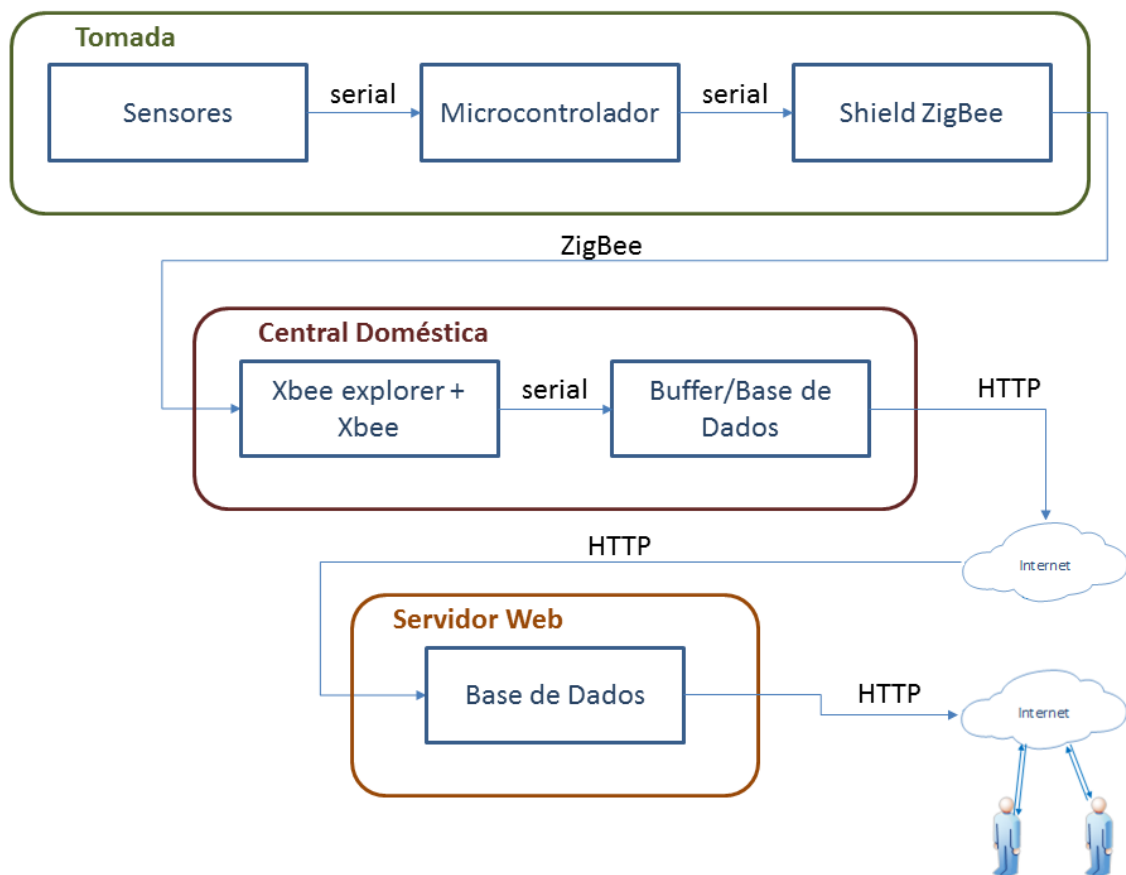 Tomada
Sensores
serial
Microcontrolador
serial
Shield ZigBee
ZigBee
Central Doméstica
Xbee explorer +
Xbee
serial
Buffer/Base de
Dados
HTTP
Internet
HTTP
Servidor Web
Base de Dados
HTTP
Internet